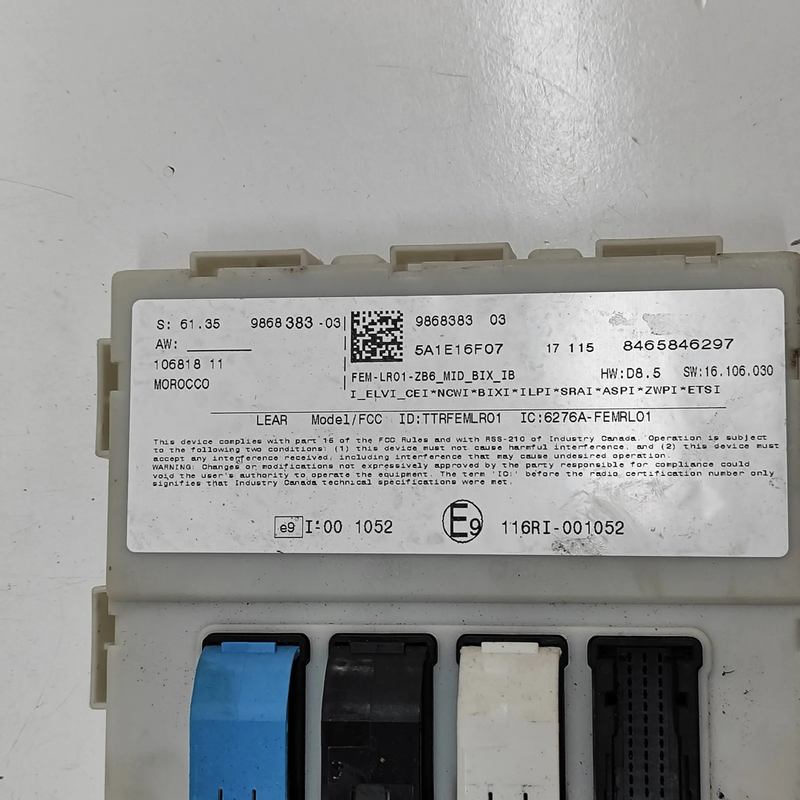 S: 61.35 9868 383 -03 9868383 03
AW:
5A1E16F07 17 115 8465846297
106818 11
MOROCCO
FEM-LR01-ZB6_MID_BIX_IB HW:D8.5 SW:16.106.030
I_ELVI_CEI*NCWI*BIXI*ILPI*SRAI*ASPI*ZWPI*ETSI
LEAR Model/FCC ID:TTRFEMLR01 IC:6276A-FEMRL01
This device complies with part 16 of the FCC Rules and with RSS-210 of Industry Canada. Operation is subject
to the following two conditions: (1) this device must not cause harmful interference, and (2) this device must
accept any interference received, including interference that may cause undesired operation.
WARNING: Changes or modifications not expressively approved by the party responsible for compliance could
void the user's authority to operate the equipment. The term 'IC:' before the radio certification number only
signifies that Industry Canada technical specifications were met.
e9 I*00 1052 E9 116RI-001052